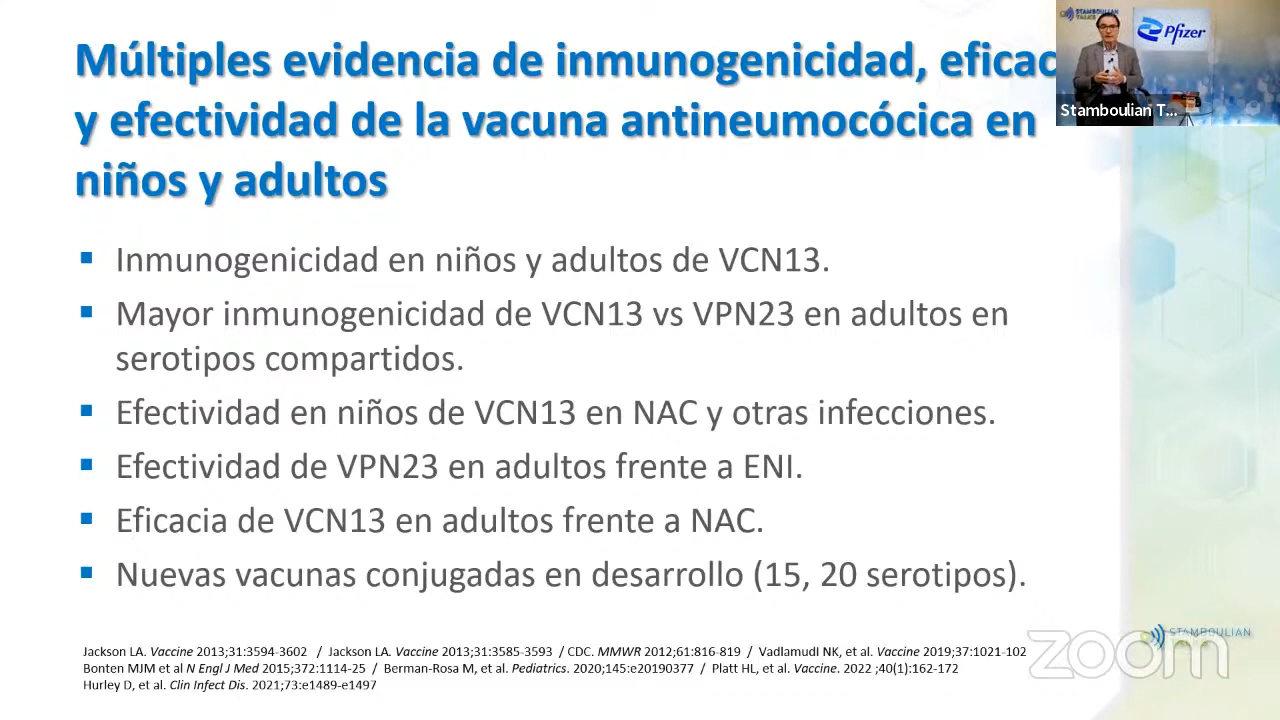 Múltiples evidencia de inmunogenicidad, eficac
y efectividad de la vacuna antineumocócica en
niños y adultos
STAMBOULIAN
TALKS
Pfizer
Stamboulian T...
▪ Inmunogenicidad en niños y adultos de VCN13.
▪ Mayor inmunogenicidad de VCN13 vs VPN23 en adultos en
serotipos compartidos.
▪ Efectividad en niños de VCN13 en NAC y otras infecciones.
▪ Efectividad de VPN23 en adultos frente a ENI.
▪ Eficacia de VCN13 en adultos frente a NAC.
▪ Nuevas vacunas conjugadas en desarrollo (15, 20 serotipos).
Jackson LA. Vaccine 2013;31:3594-3602 / Jackson LA. Vaccine 2013;31:3585-3593 / CDC. MMWR 2012;61:816-819 / Vadlamudi NK, et al. Vaccine 2019;37:1021-102
Bonten MJM et al N Engl J Med 2015;372:1114-25 / Berman-Rosa M, et al. Pediatrics. 2020;145:e20190377 / Platt HL, et al. Vaccine. 2022 ;40(1):162-172
Hurley D, et al. Clin Infect Dis. 2021;73:e1489-e1497
STAMBOULIAN
zoom